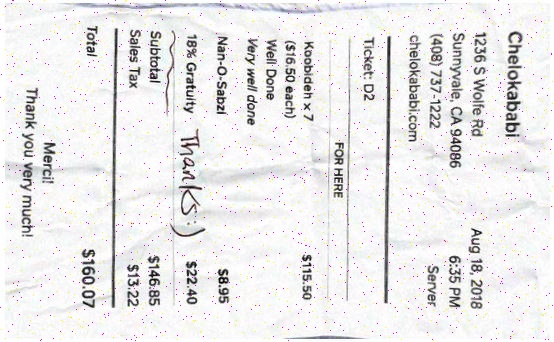 Chelokababi
1236 S Wolfe Rd Aug 18, 2018
Sunnyvale, CA 94086 6:35 PM
(408) 737-1222 Server
chelokababi.com
Ticket: D2
FOR HERE
Koobideh x 7 $115.50
($16.50 each)
Well Done
Very well done
Nan-O-Sabzi $8.95
18% Gratuity Thanks :) $22.40
Subtotal $146.85
Sales Tax $13.22
Total $160.07
Merci!
Thank you very much!